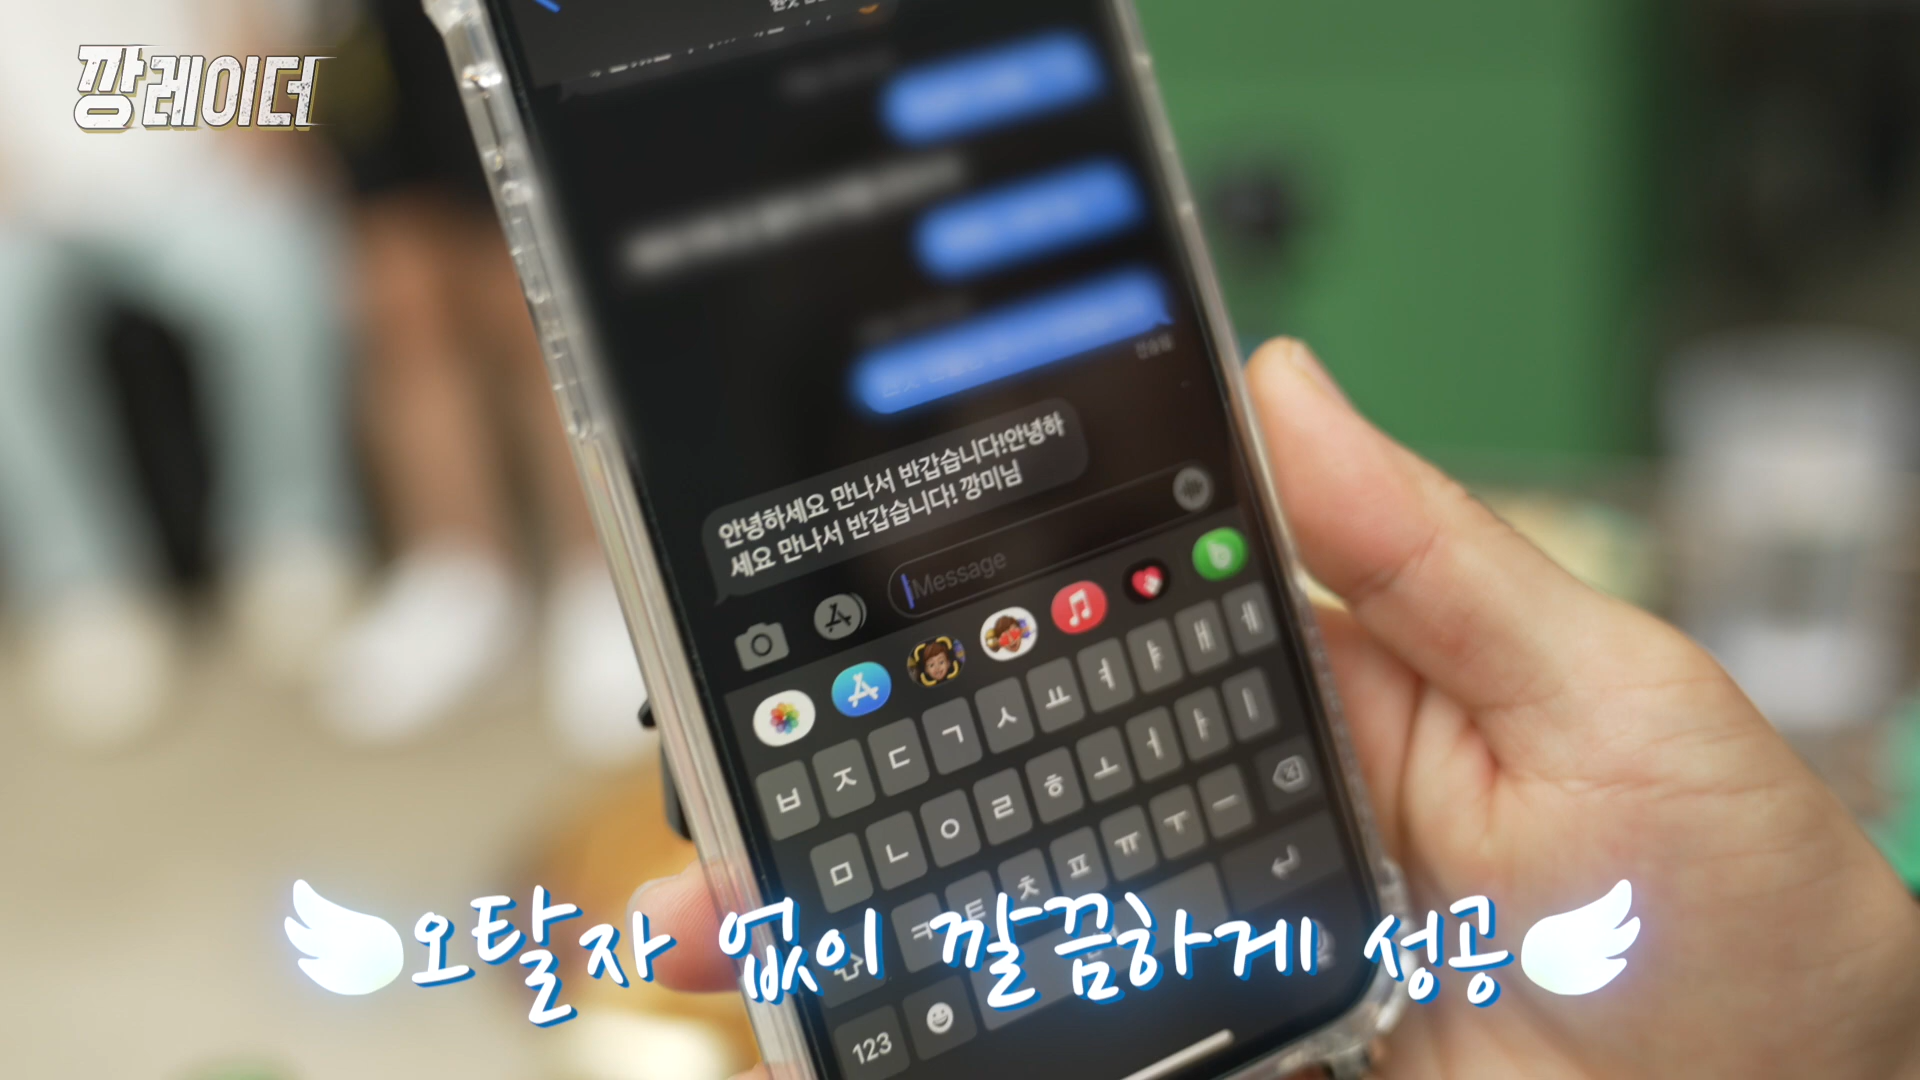 깡레이더
안녕하세요 만나서 반갑습니다!안녕하
세요 만나서 반갑습니다! 깡미님
iMessage
ㅂ ㅈ ㄷ ㄱ ㅅ ㅛ ㅕ ㅑ ㅐ ㅔ
ㅁ ㄴ ㅇ ㄹ ㅎ ㅗ ㅓ ㅏ ㅣ
ㅋ ㅌ ㅊ ㅍ ㅠ ㅜ ㅡ
오탈자 없이 깔끔하게 성공
123